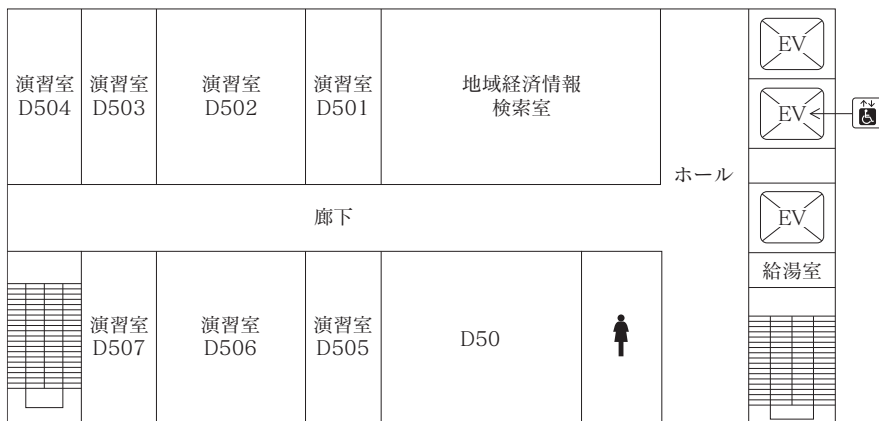 演習室
D504
演習室
D503
演習室
D502
演習室
D501
地域経済情報
検索室
EV
EV
ホール
EV
廊下
給湯室
演習室
D507
演習室
D506
演習室
D505
D50